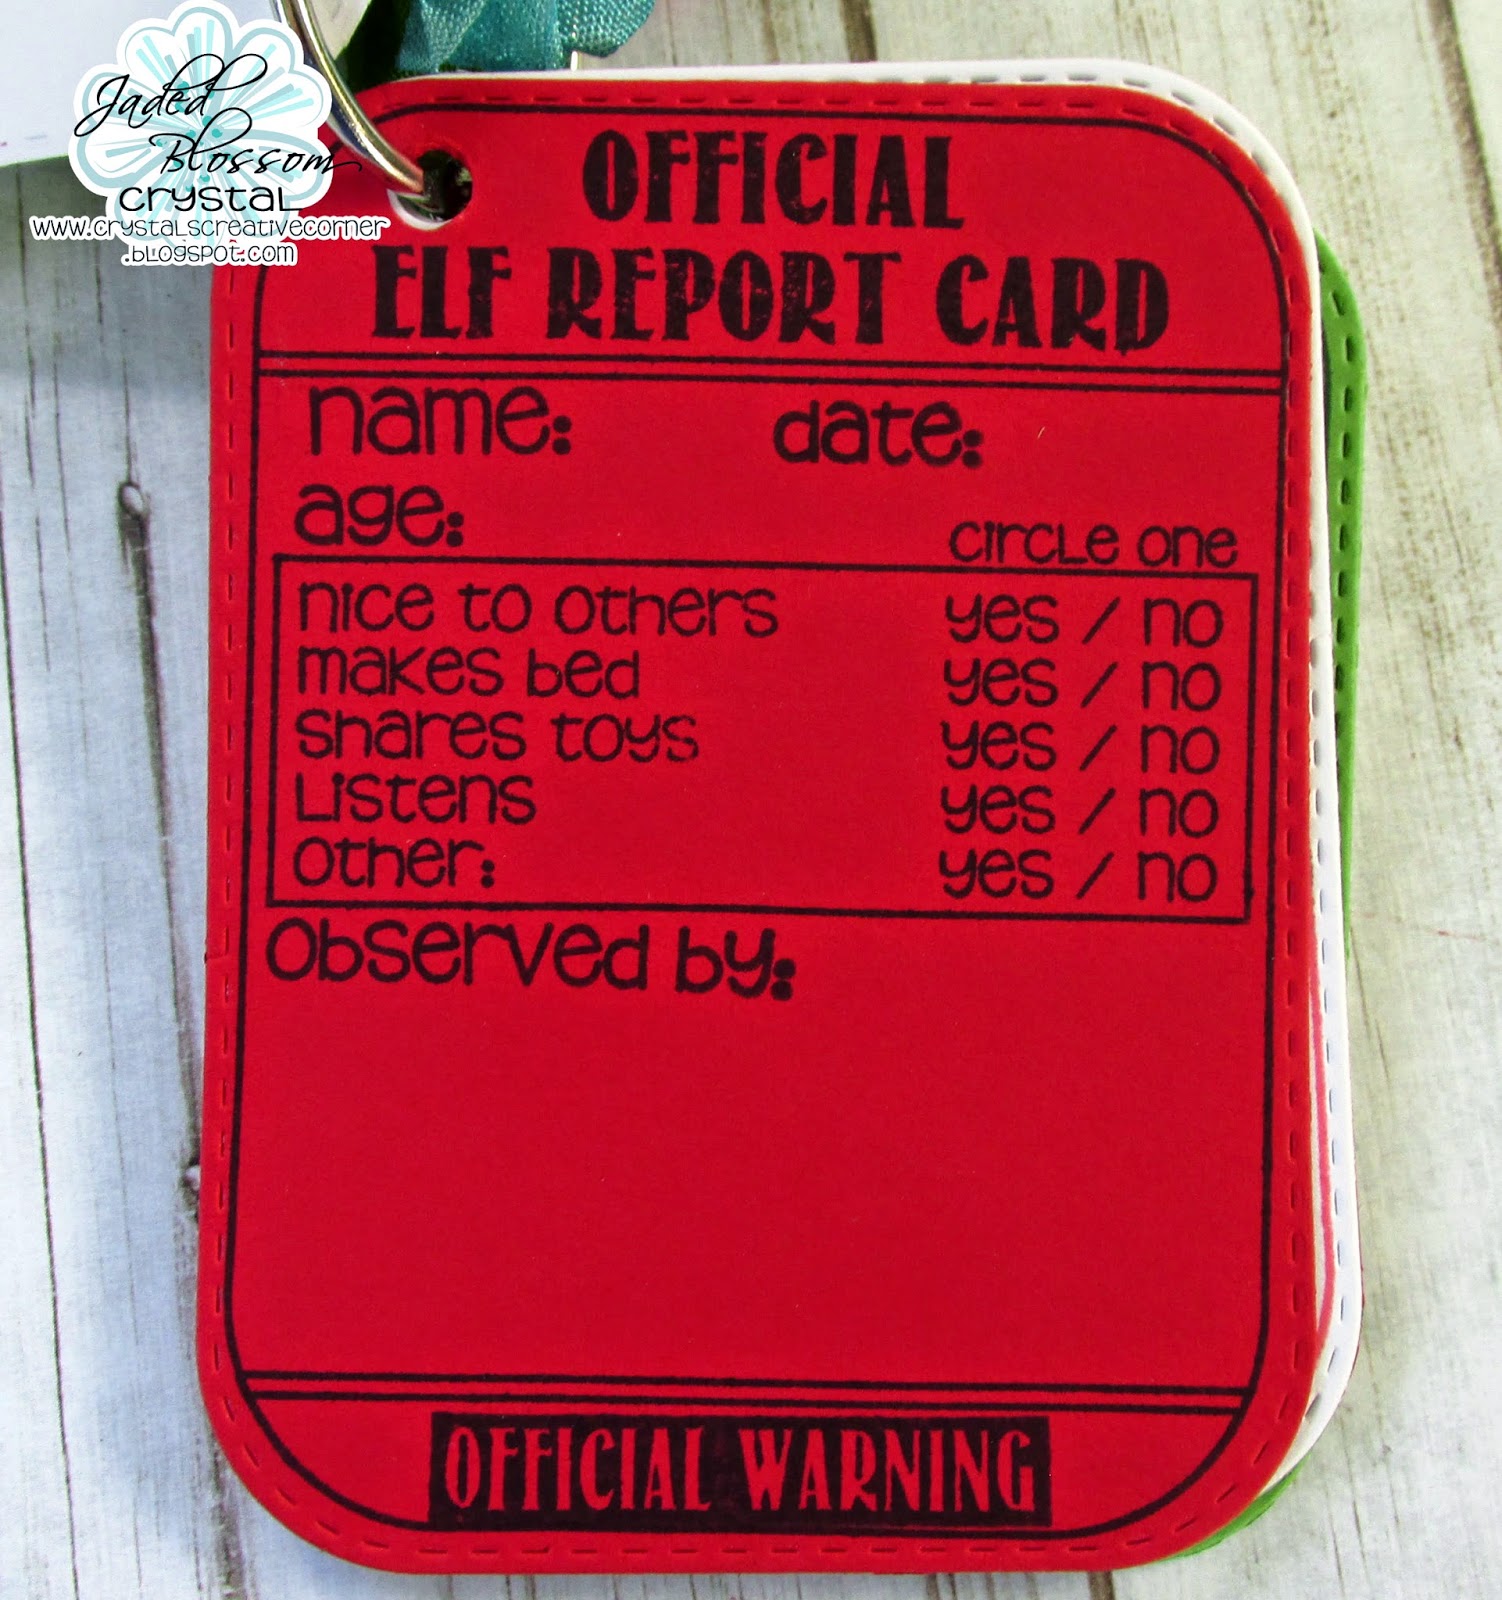 Jaded
Blossom
crystal
www.crystalscreativecorner
.blogspot.com
OFFICIAL
ELF REPORT CARD
name: date:
age:
circle one
nice to others yes / no
makes bed yes / no
shares toys yes / no
Listens yes / no
other: yes / no
observed by:
OFFICIAL WARNING